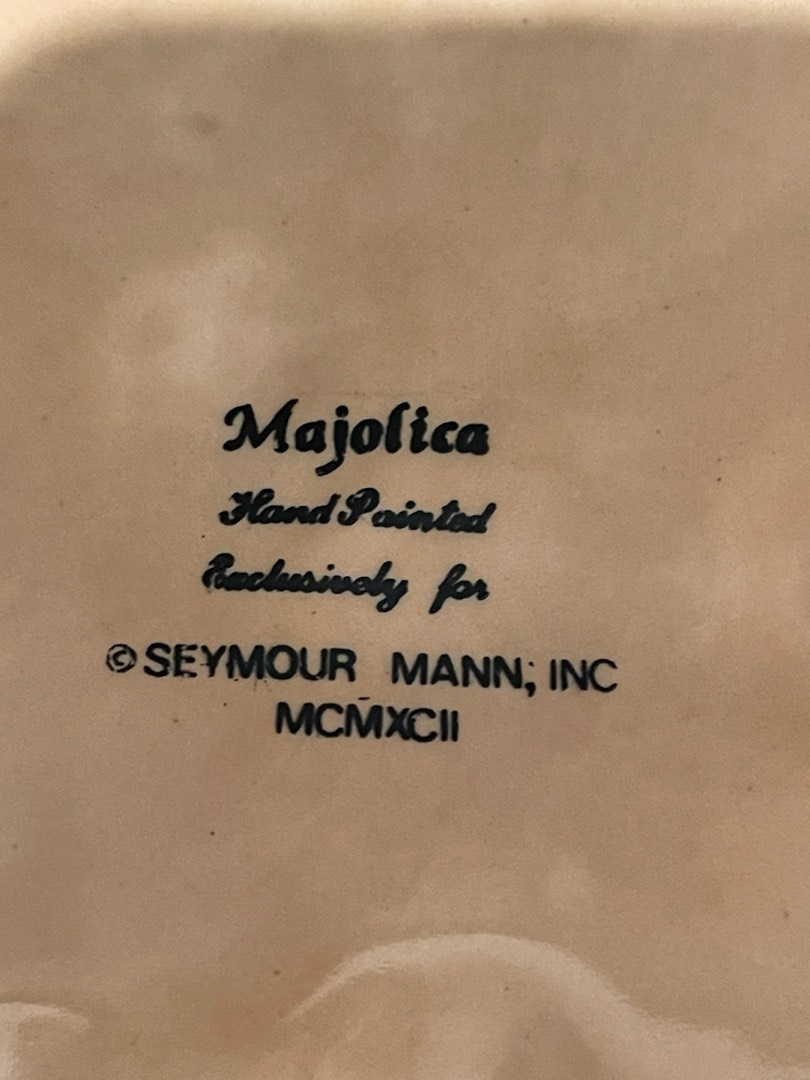 Majolica
Hand Painted
Exclusively for
© SEYMOUR MANN, INC
MCMXCII